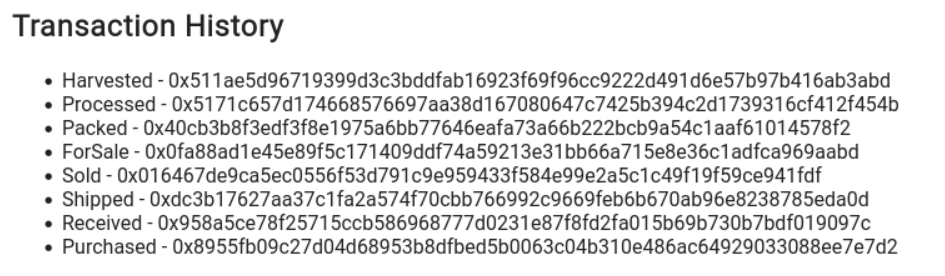 Transaction History
• Harvested - 0x511ae5d96719399d3c3bddfab16923f69f96cc9222d491d6e57b97b416ab3abd
• Processed - 0x5171c657d174668576697aa38d167080647c7425b394c2d1739316cf412f454b
• Packed - 0x40cb3b8f3edf3f8e1975a6bb77646eafa73a66b222bcb9a54c1aaf61014578f2
• ForSale - 0x0fa88ad1e45e89f5c171409ddf74a59213e31bb66a715e8e36c1adfca969aabd
• Sold - 0x016467de9ca5ec0556f53d791c9e959433f584e99e2a5c1c49f19f59ce941fdf
• Shipped - 0xdc3b17627aa37c1fa2a574f70cbb766992c9669feb6b670ab96e8238785eda0d
• Received - 0x958a5ce78f25715ccb586968777d0231e87f8fd2fa015b69b730b7bdf019097c
• Purchased - 0x8955fb09c27d04d68953b8dfbed5b0063c04b310e486ac64929033088ee7e7d2